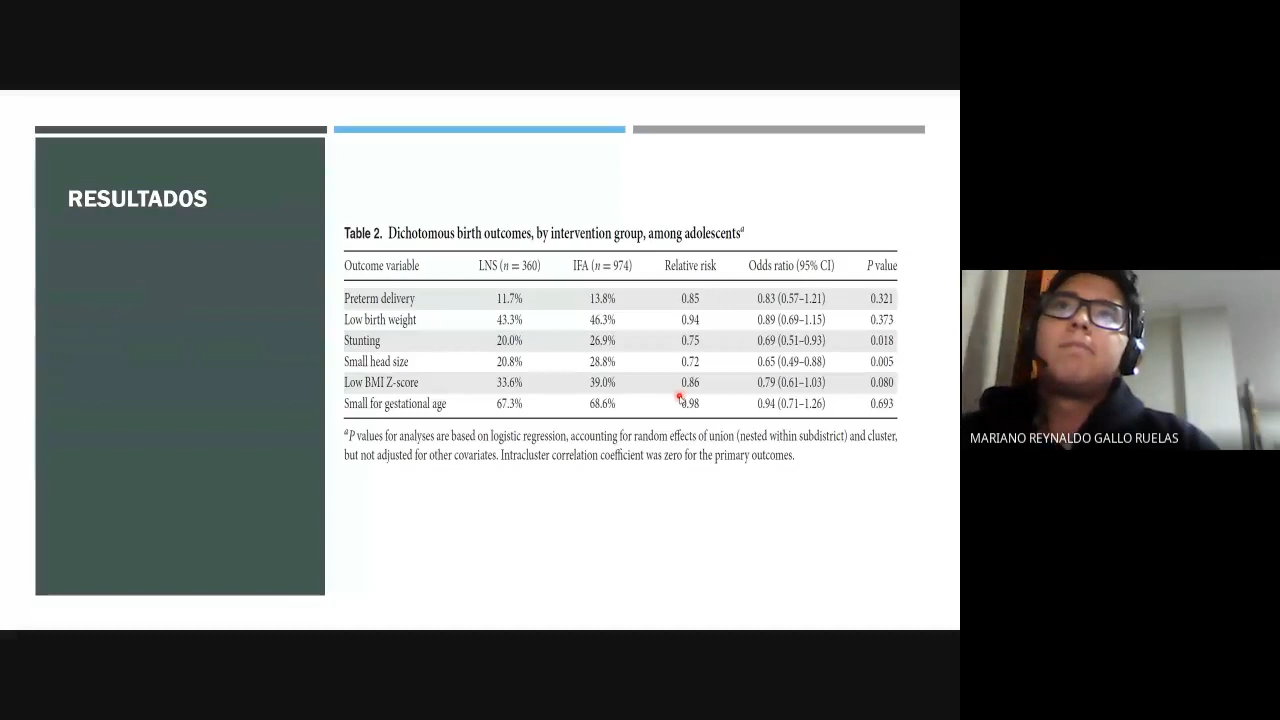 RESULTADOS
Table 2. Dichotomous birth outcomes, by intervention group, among adolescentsᵃ
Outcome variable LNS (n = 360) IFA (n = 974) Relative risk Odds ratio (95% CI) P value
Preterm delivery 11.7% 13.8% 0.85 0.83 (0.57–1.21) 0.321
Low birth weight 43.3% 46.3% 0.94 0.89 (0.69–1.15) 0.373
Stunting 20.0% 26.9% 0.75 0.69 (0.51–0.93) 0.018
Small head size 20.8% 28.8% 0.72 0.65 (0.49–0.88) 0.005
Low BMI Z-score 33.6% 39.0% 0.86 0.79 (0.61–1.03) 0.080
Small for gestational age 67.3% 68.6% 0.98 0.94 (0.71–1.26) 0.693
ᵃP values for analyses are based on logistic regression, accounting for random effects of union (nested within subdistrict) and cluster,
but not adjusted for other covariates. Intracluster correlation coefficient was zero for the primary outcomes.
MARIANO REYNALDO GALLO RUELAS